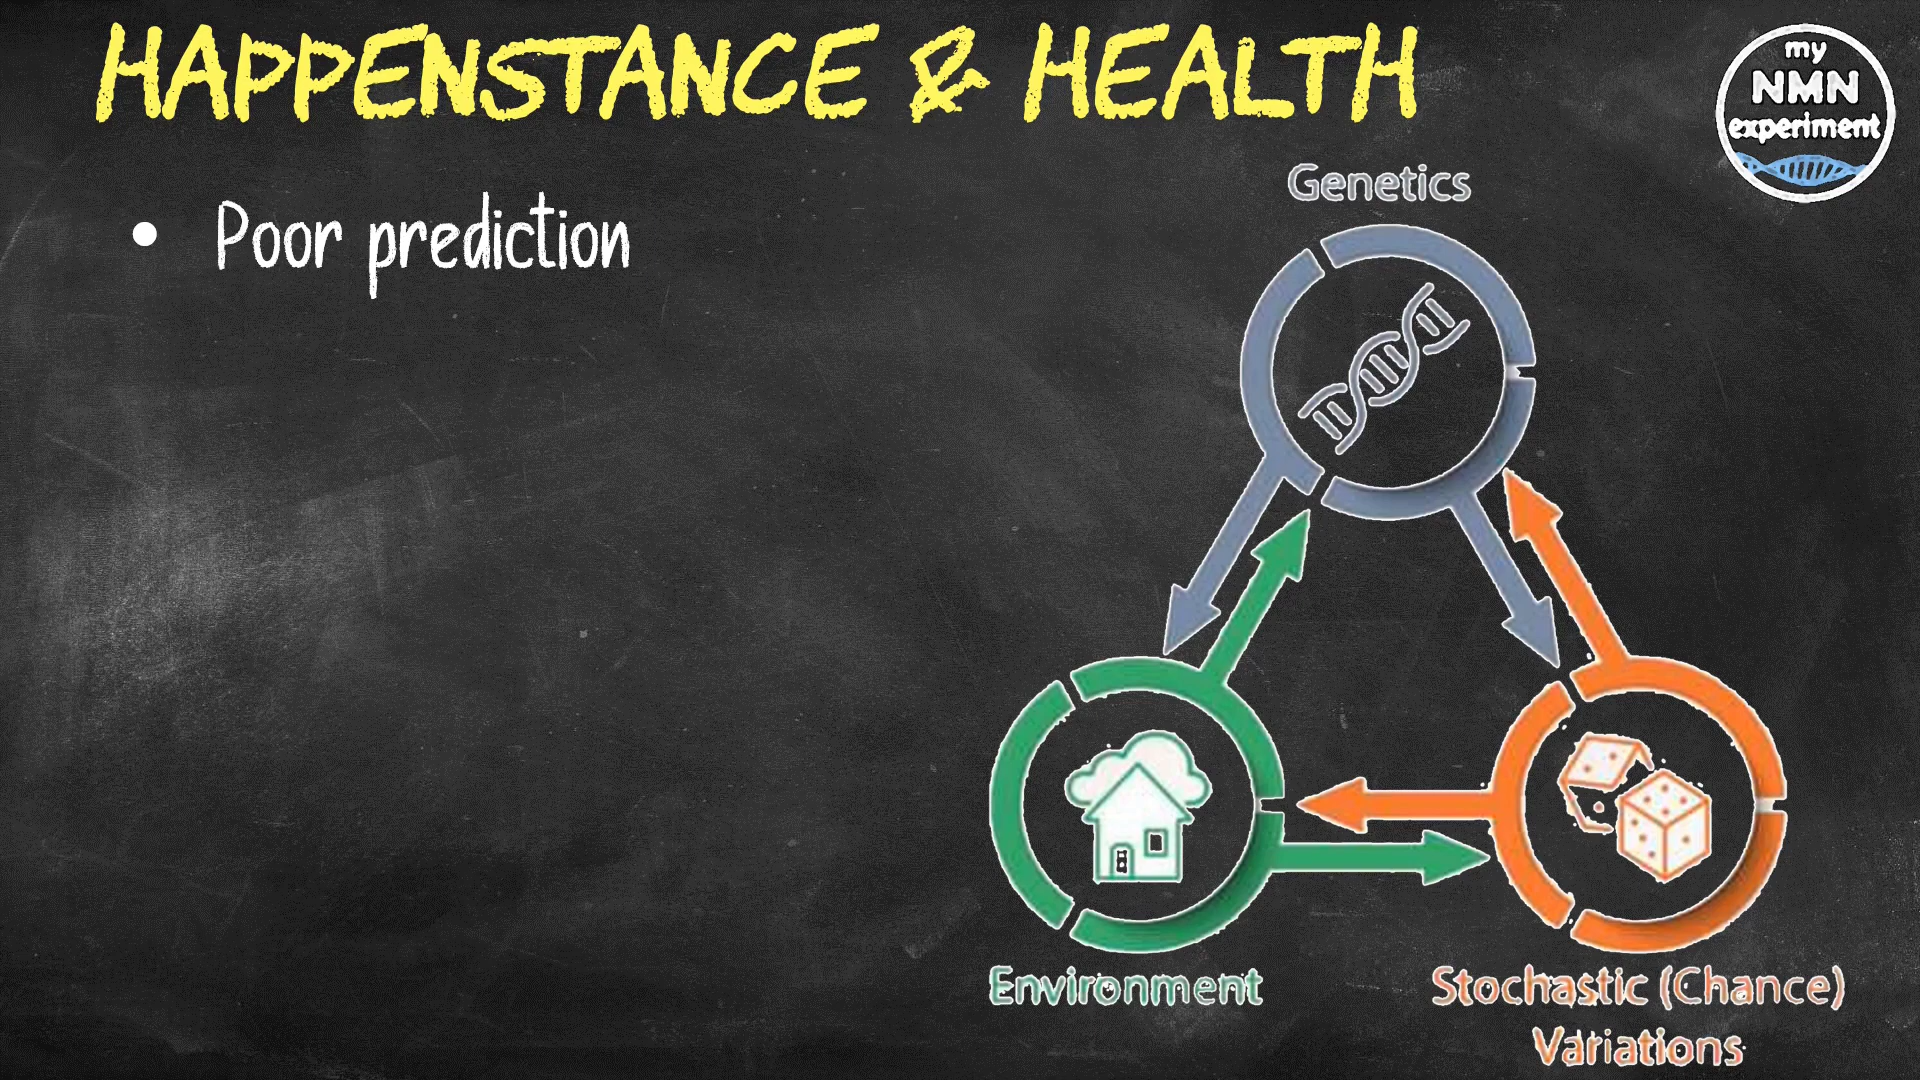 HAPPENSTANCE & HEALTH
my
NMN
experiment
• Poor prediction
Genetics
Environment
Stochastic (Chance)
Variations